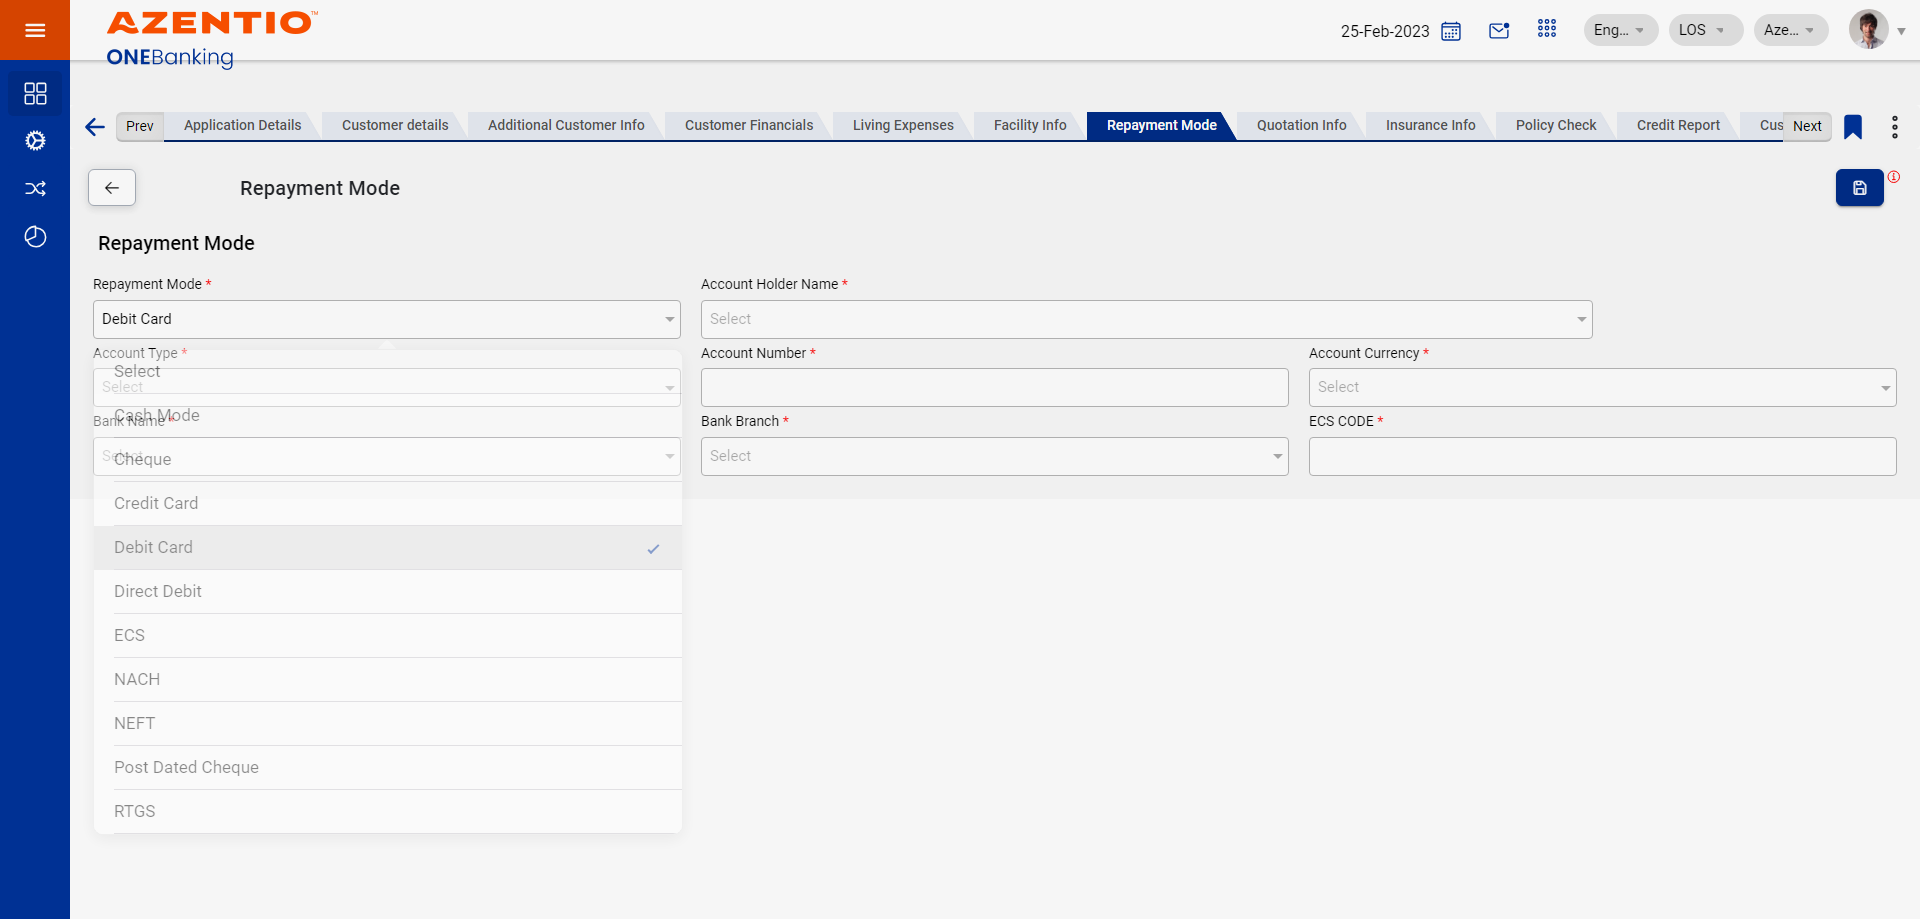 AZENTIO™
ONEBanking
25-Feb-2023
Eng...
LOS
Aze...
Prev
Application Details
Customer details
Additional Customer Info
Customer Financials
Living Expenses
Facility Info
Repayment Mode
Quotation Info
Insurance Info
Policy Check
Credit Report
Cus
Next
Repayment Mode
Repayment Mode
Repayment Mode *
Account Holder Name *
Debit Card
Select
Account Type *
Account Number *
Account Currency *
Select
Select
Select
Cash Mode
Bank Name *
Bank Branch *
ECS CODE *
Select
Select
Cheque
Credit Card
Debit Card
Direct Debit
ECS
NACH
NEFT
Post Dated Cheque
RTGS